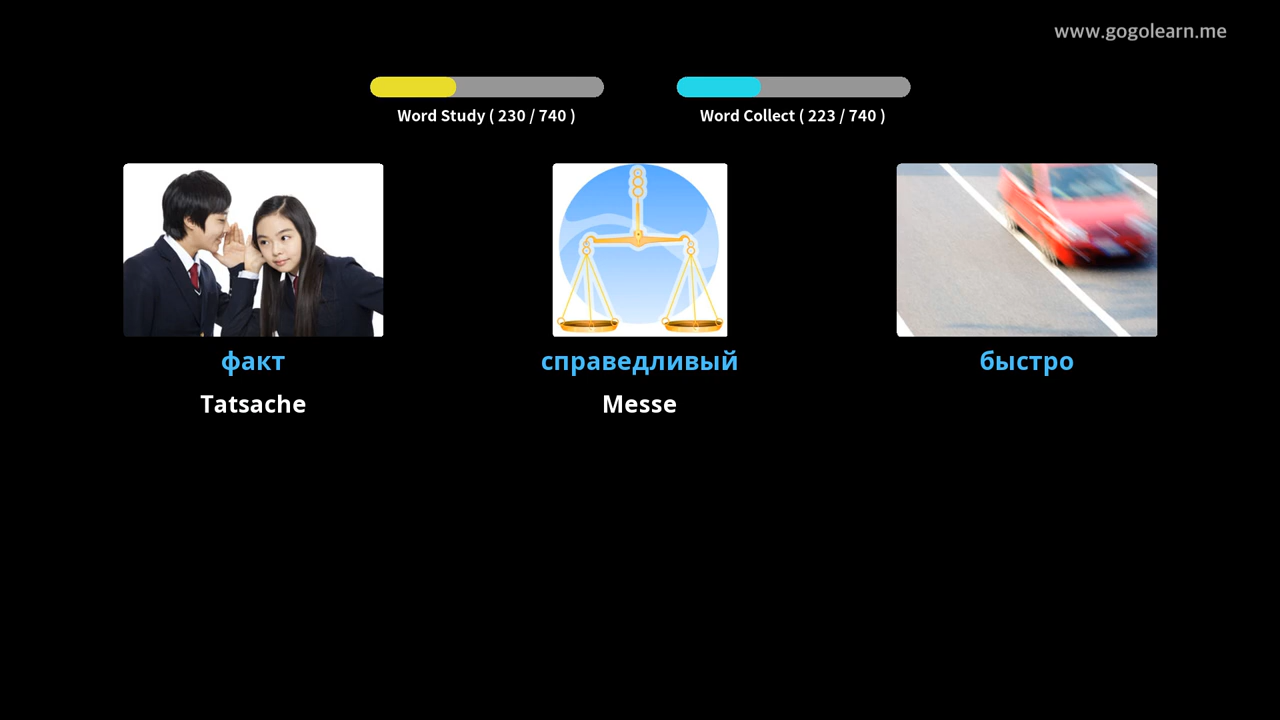 www.gogolearn.me
Word Study ( 230 / 740 )
Word Collect ( 223 / 740 )
факт
справедливый
быстро
Tatsache
Messe